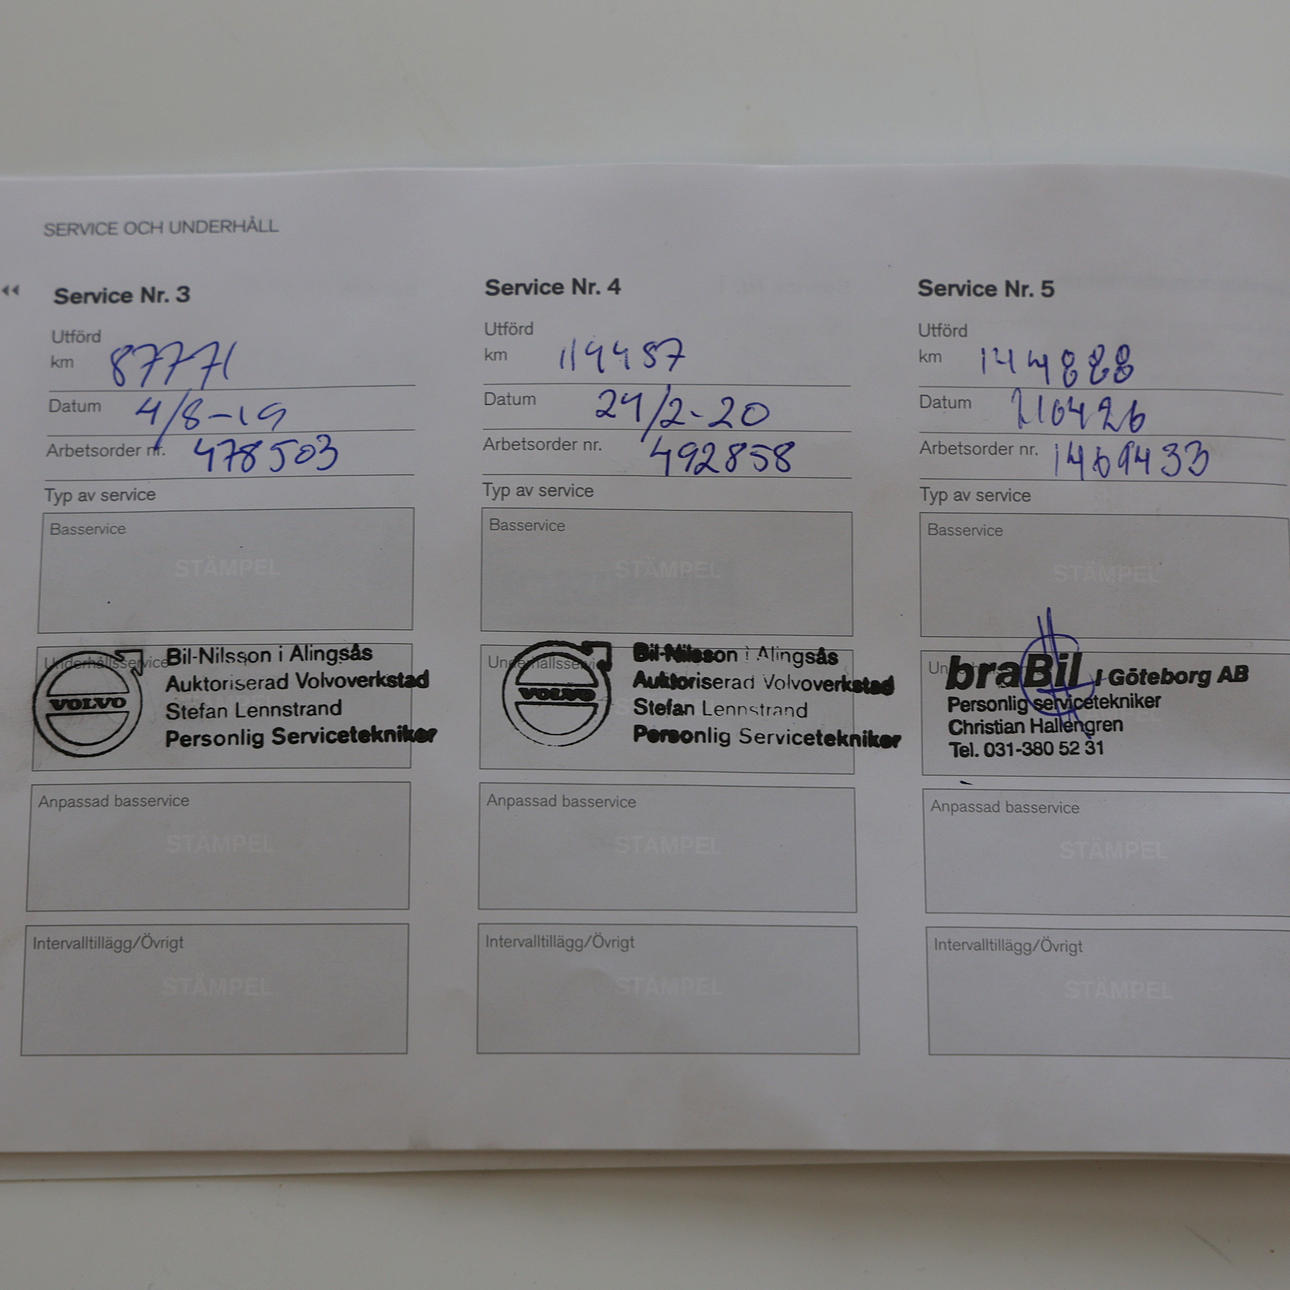 SERVICE OCH UNDERHÅLL
Service Nr. 3
Utförd
km 87771
Datum 4/8-19
Arbetsorder nr. 478503
Typ av service
Basservice
STÄMPEL
Underhållsservice
VOLVO
Bil-Nilsson i Alingsås
Auktoriserad Volvoverkstad
Stefan Lennstrand
Personlig Servicetekniker
Anpassad basservice
STÄMPEL
Intervalltillägg/Övrigt
STÄMPEL
Service Nr. 4
Utförd
km 119457
Datum 24/2-20
Arbetsorder nr. 492858
Typ av service
Basservice
STÄMPEL
Underhållsservice
VOLVO
Bil-Nilsson i Alingsås
Auktoriserad Volvoverkstad
Stefan Lennstrand
Personlig Servicetekniker
Anpassad basservice
STÄMPEL
Intervalltillägg/Övrigt
STÄMPEL
Service Nr. 5
Utförd
km 144888
Datum 210426
Arbetsorder nr. 1469433
Typ av service
Basservice
STÄMPEL
braBil i Göteborg AB
Personlig servicetekniker
Christian Hallengren
Tel. 031-380 52 31
Anpassad basservice
STÄMPEL
Intervalltillägg/Övrigt
STÄMPEL